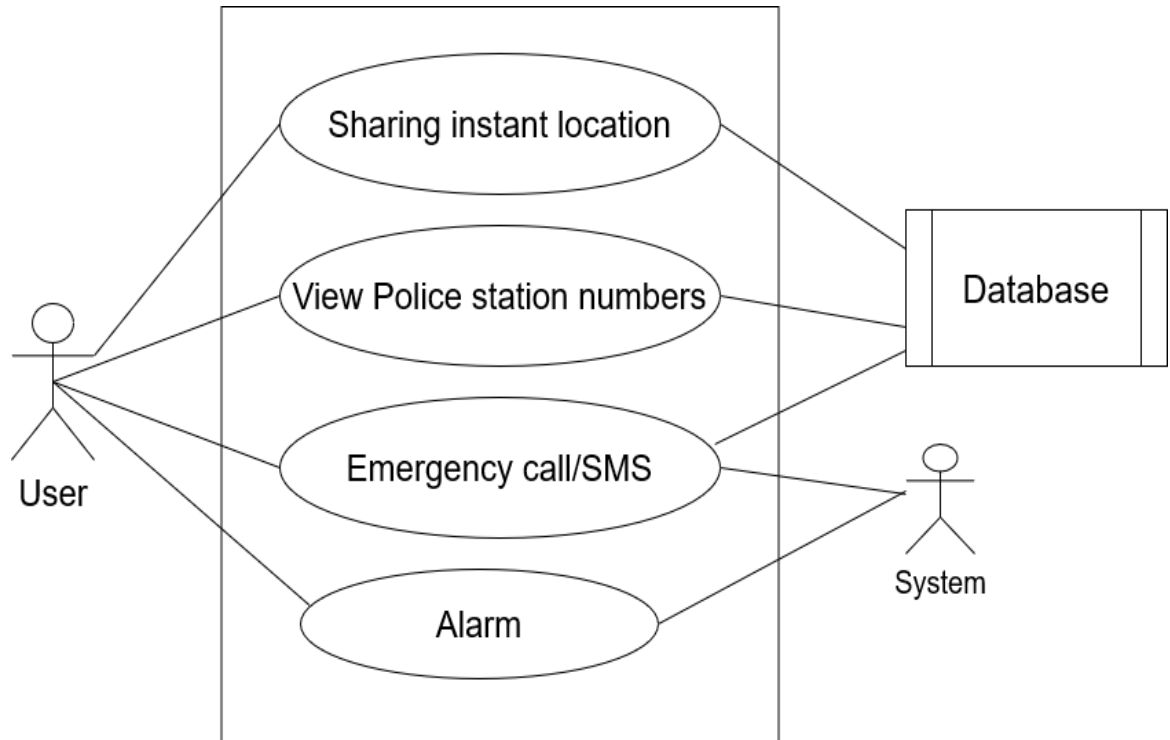 Sharing instant location
View Police station numbers
Database
Emergency call/SMS
User
System
Alarm